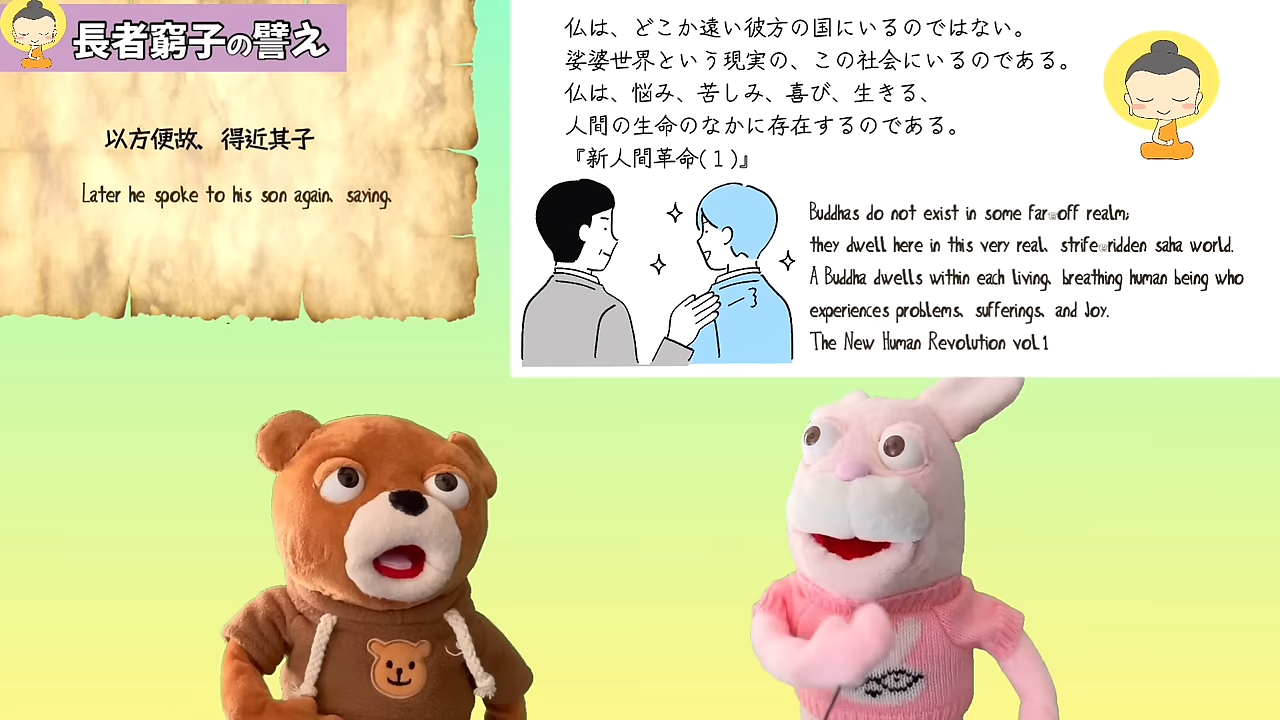 長者窮子の譬え
以方便故、得近其子
Later he spoke to his son again, saying,
仏は、どこか遠い彼方の国にいるのではない。
娑婆世界という現実の、この社会にいるのである。
仏は、悩み、苦しみ、喜び、生きる、
人間の生命のなかに存在するのである。
『新人間革命(1)』
Buddhas do not exist in some far-off realm;
they dwell here in this very real, strife-ridden saha world.
A Buddha dwells within each living, breathing human being who
experiences problems, sufferings, and Joy.
The New Human Revolution vol.1